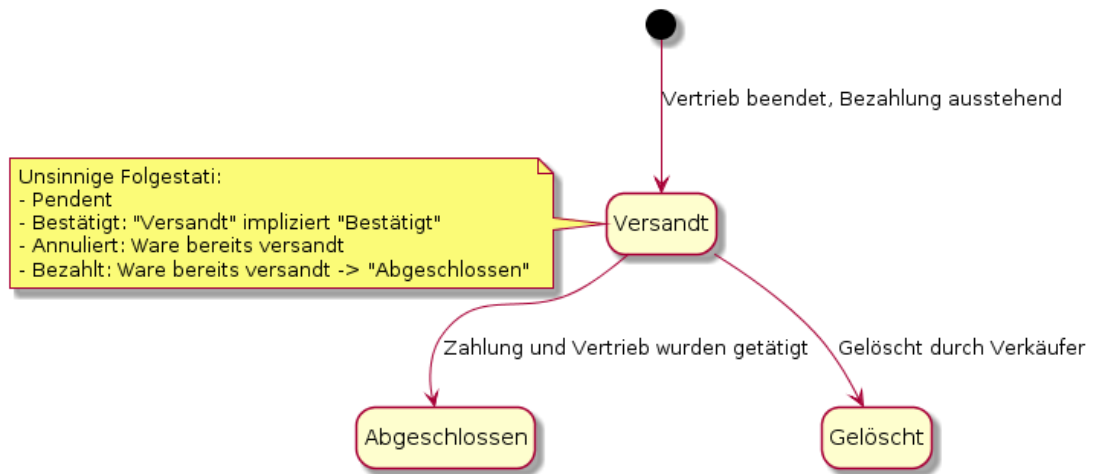 Vertrieb beendet, Bezahlung ausstehend
Unsinnige Folgestati:
- Pendent
- Bestätigt: "Versandt" impliziert "Bestätigt"
- Annuliert: Ware bereits versandt
- Bezahlt: Ware bereits versandt -> "Abgeschlossen"
Versandt
Zahlung und Vertrieb wurden getätigt
Gelöscht durch Verkäufer
Abgeschlossen
Gelöscht